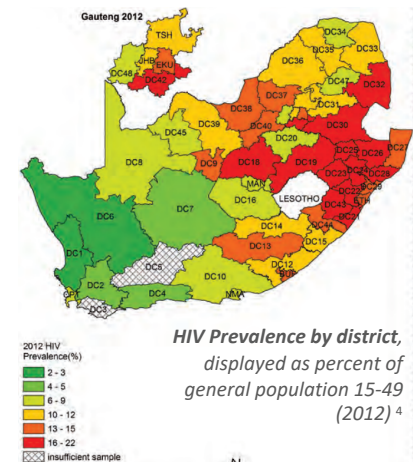 Gauteng 2012
TSH
JHB
EKU
DC48
DC42
DC34
DC35
DC33
DC36
DC47
DC32
DC37
DC31
DC38
DC39
DC40
DC30
DC45
DC20
DC8
DC9
DC18
DC19
DC25
DC26
DC27
DC23
DC24
DC28
DC22
DC29
ETH
DC43
DC21
MAN
LESOTHO
DC16
DC7
DC6
DC44
DC14
DC15
DC13
DC1
DC5
DC12
BUF
DC10
DC2
DC4
NMA
CPT
DC3
HIV Prevalence by district,
displayed as percent of
general population 15-49
(2012) 4
2012 HIV
Prevalence(%)
2 - 3
4 - 5
6 - 9
10 - 12
13 - 15
16 - 22
insufficient sample